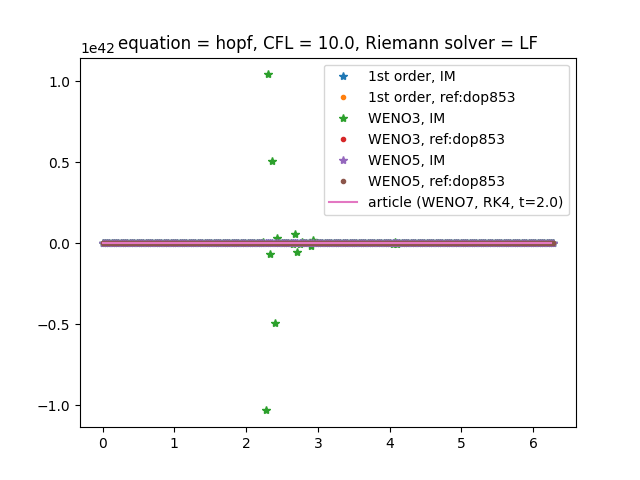 equation = hopf, CFL = 10.0, Riemann solver = LF
1e42
1.0
0.5
0.0
−0.5
−1.0
0 1 2 3 4 5 6
1st order, IM
1st order, ref:dop853
WENO3, IM
WENO3, ref:dop853
WENO5, IM
WENO5, ref:dop853
article (WENO7, RK4, t=2.0)